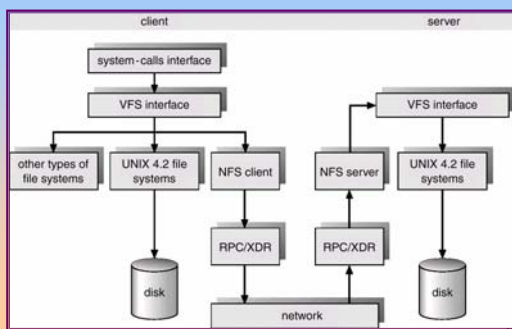 client
server
system-calls interface
VFS interface
VFS interface
other types of
file systems
UNIX 4.2 file
systems
NFS client
NFS server
UNIX 4.2 file
systems
RPC/XDR
RPC/XDR
disk
disk
network